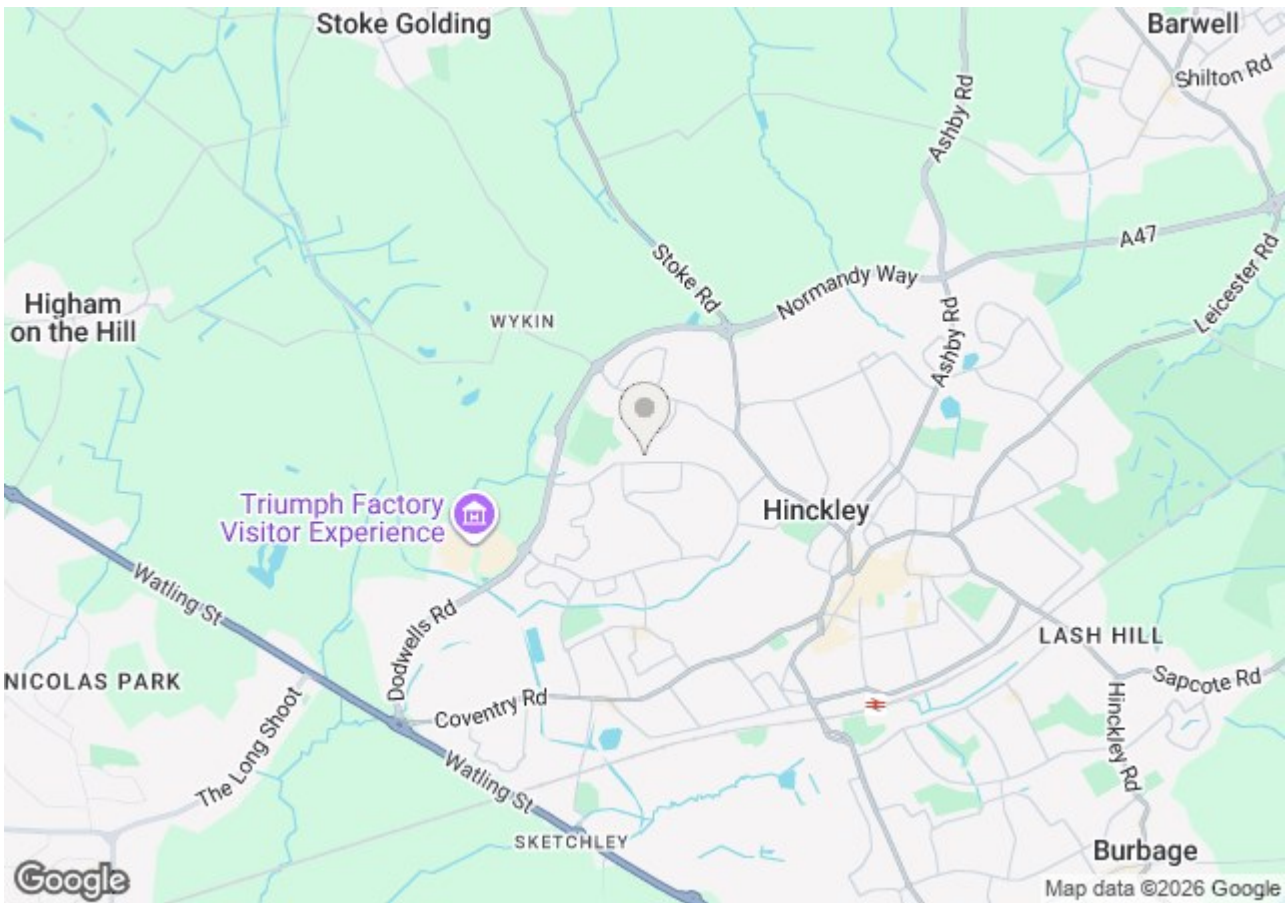 Stoke Golding
Barwell
Shilton Rd
Ashby Rd
A47
Leicester Rd
Stoke Rd
Normandy Way
Higham
on the Hill
WYKIN
Ashby Rd
Triumph Factory
Visitor Experience
Hinckley
Watling St
Dodwells Rd
LASH HILL
NICOLAS PARK
Sapcote Rd
Coventry Rd
Hinckley Rd
The Long Shoot
Watling St
SKETCHLEY
Burbage
Google
Map data ©2026 Google